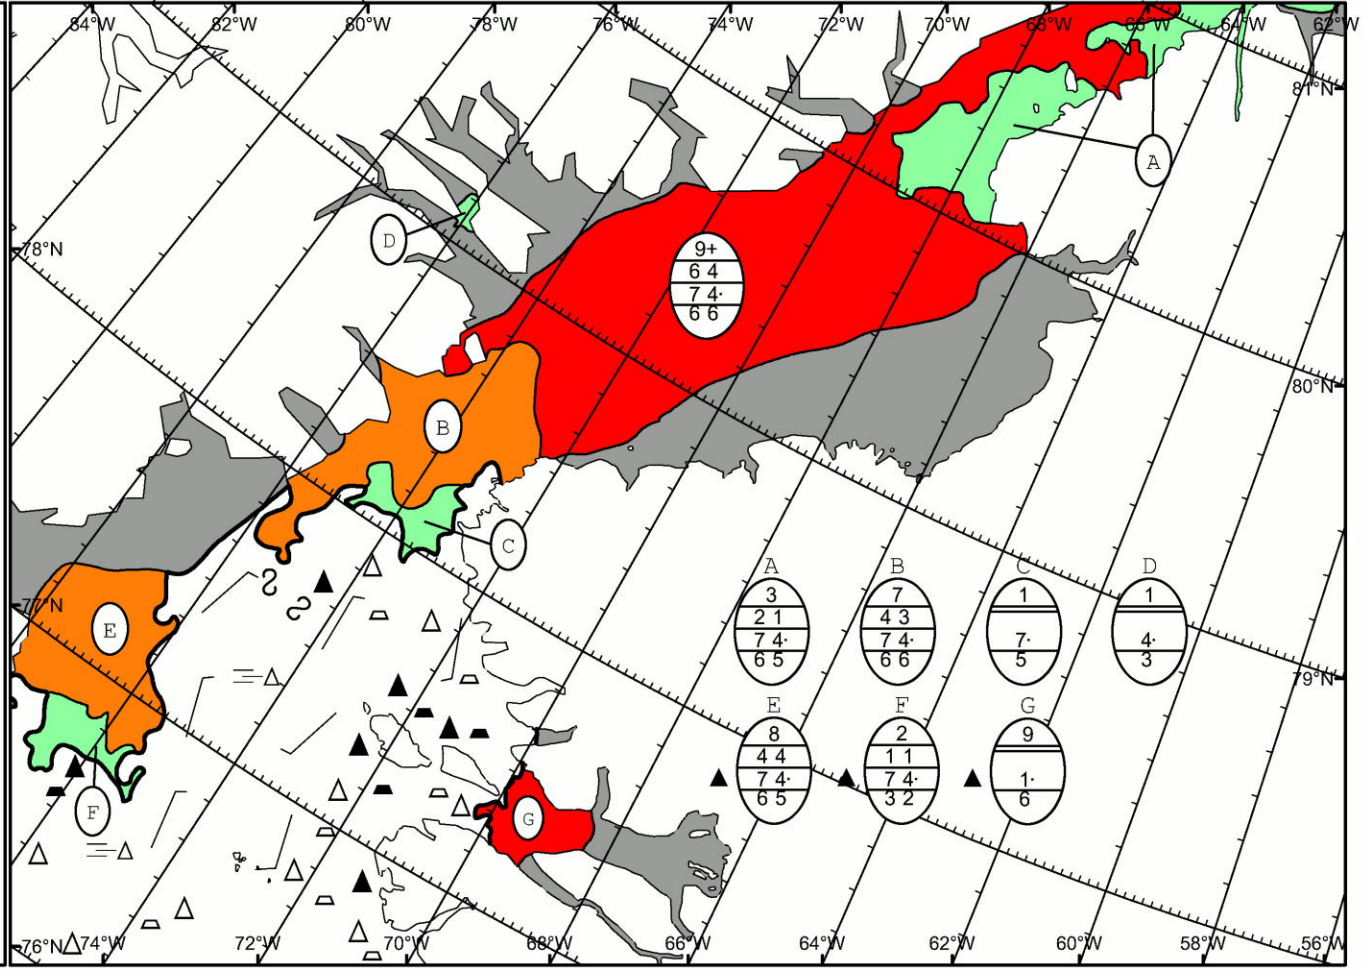 84°W 82°W 80°W 78°W 76°W 74°W 72°W 70°W 68°W 66°W 64°W 62°W
81°N
A
D
78°N
9+
6 4
7 4·
6 6
80°N
B
C
A B C D
3 7 1 1
2 1 4 3
7 4· 7 4· 7· 4·
6 5 6 6 5 3
77°N
E
79°N
E F G
8 2 9
4 4 1 1
7 4· 7 4· 1·
6 5 3 2 6
F
G
76°N 74°W 72°W 70°W 68°W 66°W 64°W 62°W 60°W 58°W 56°W